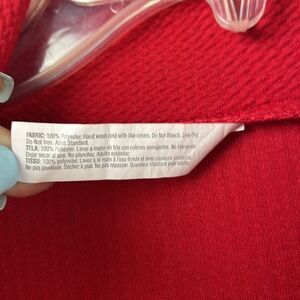 FABRIC: 100% Polyester. Hand wash cold with like colors. Do Not Bleach. Line Dry.
Do Not Iron. Adult Standard.
TELA: 100% Poliéster. Lavar a mano en frío con colores semejantes. No blanquear.
Dejar secar al aire. No planchar. Adulto estándar.
TISSU: 100% polyester. Lavez à la main à l'eau froide et avec couleurs similaires.
Ne pas javelliser. Séchez à plat. Ne pas repasser. Grandeur standard pour adulte.